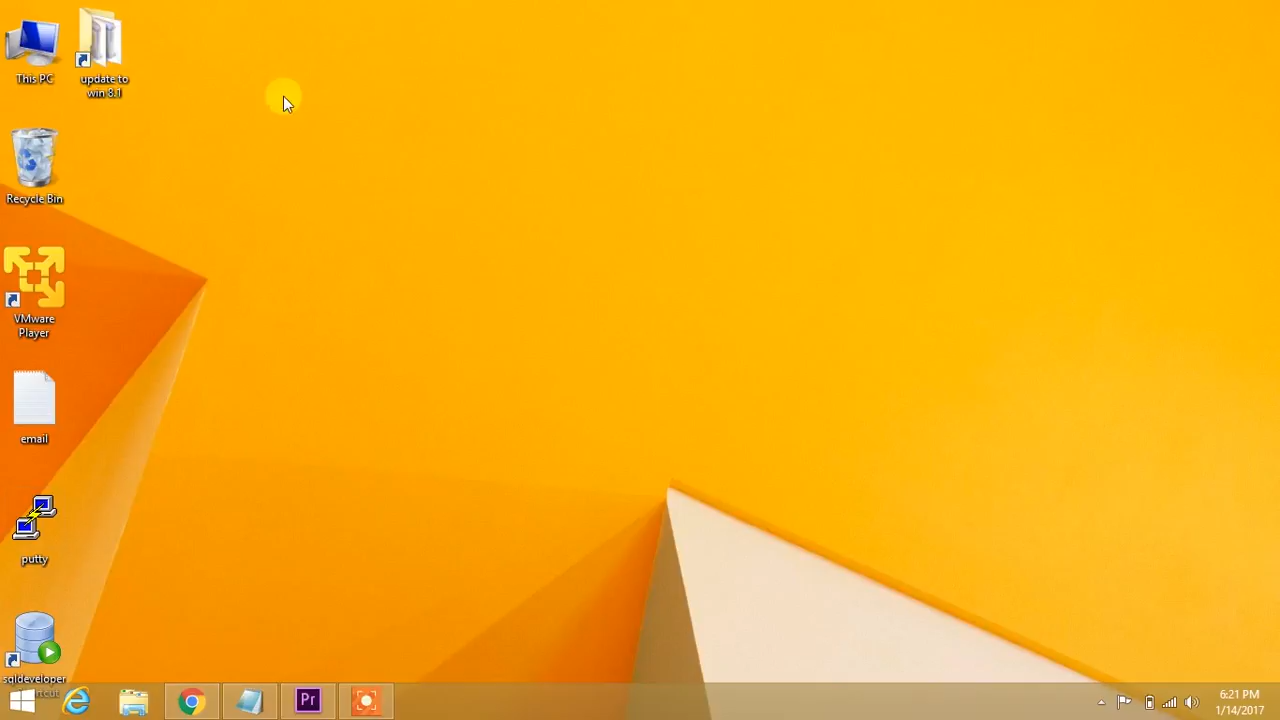 This PC
update to
win 8.1
Recycle Bin
VMware
Player
email
putty
sqldeveloper
Pr
6:21 PM
1/14/2017